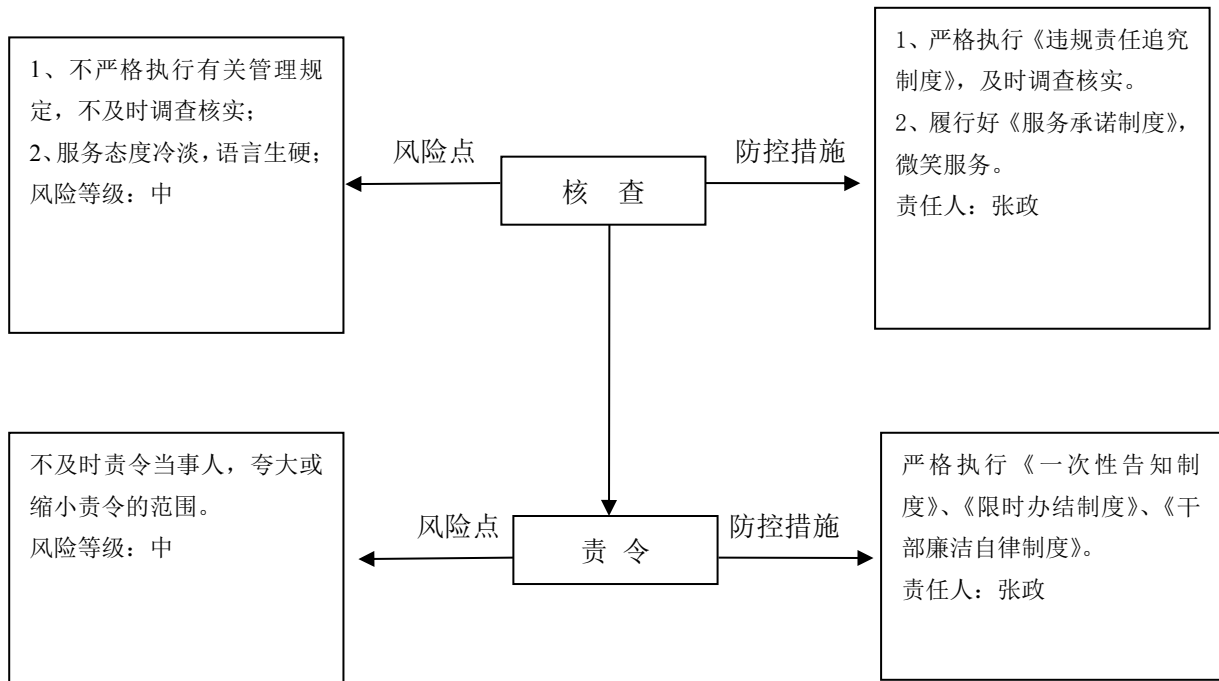 1、不严格执行有关管理规
定，不及时调查核实；
2、服务态度冷淡，语言生硬；
风险等级：中
风险点
核 查
防控措施
1、严格执行《违规责任追究
制度》，及时调查核实。
2、履行好《服务承诺制度》，
微笑服务。
责任人：张政
不及时责令当事人，夸大或
缩小责令的范围。
风险等级：中
风险点
责 令
防控措施
严格执行《一次性告知制
度》、《限时办结制度》、《干
部廉洁自律制度》。
责任人：张政